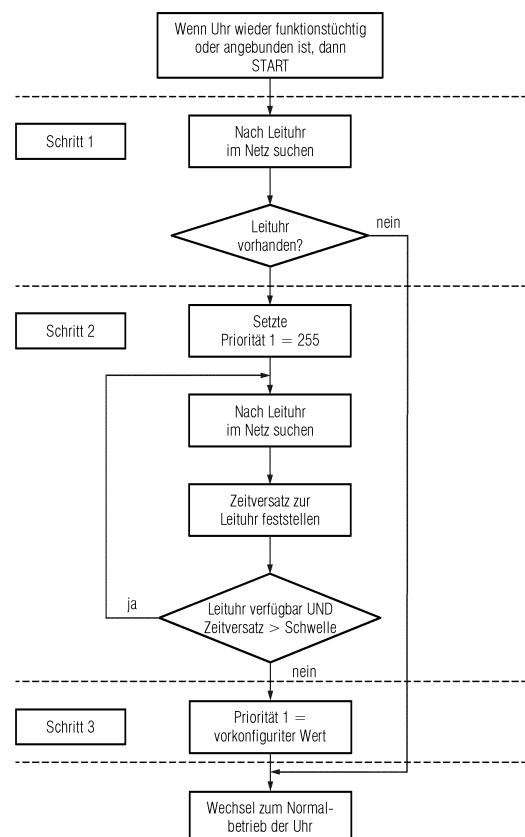 Wenn Uhr wieder funktionstüchtig
oder angebunden ist, dann
START
Schritt 1
Nach Leituhr
im Netz suchen
Leituhr
vorhanden?
nein
Schritt 2
Setzte
Priorität 1 = 255
Nach Leituhr
im Netz suchen
Zeitversatz zur
Leituhr feststellen
ja
Leituhr verfügbar UND
Zeitversatz > Schwelle
nein
Schritt 3
Priorität 1 =
vorkonfiguriter Wert
Wechsel zum Normal-
betrieb der Uhr